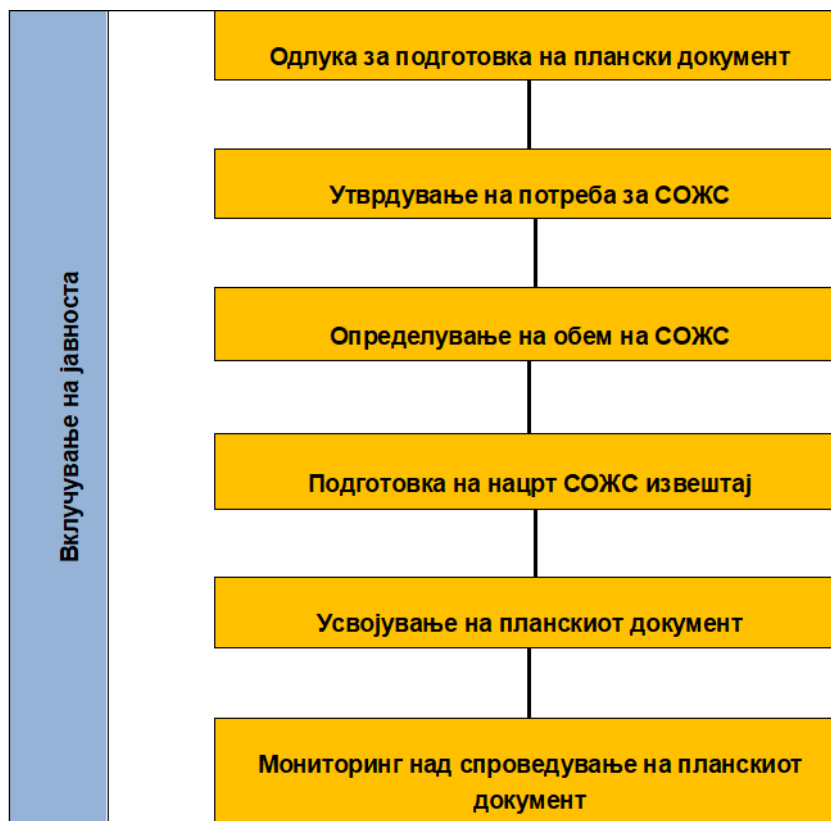 Вклучување на јавноста
Одлука за подготовка на плански документ
Утврдување на потреба за СОЖС
Определување на обем на СОЖС
Подготовка на нацрт СОЖС извештај
Усвојување на планскиот документ
Мониторинг над спроведување на планскиот
документ